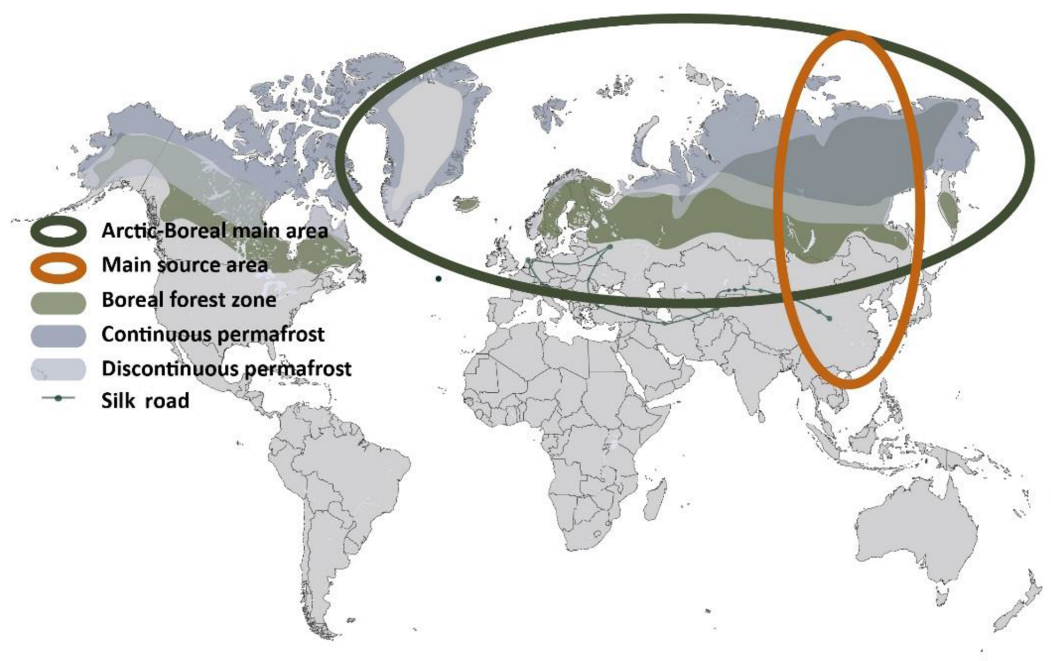 Arctic-Boreal main area
Main source area
Boreal forest zone
Continuous permafrost
Discontinuous permafrost
Silk road